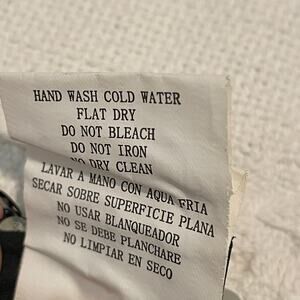 HAND WASH COLD WATER
FLAT DRY
DO NOT BLEACH
DO NOT IRON
NO DRY CLEAN
LAVAR A MANO CON AQUA FRIA
SECAR SOBRE SUPERFICIE PLANA
NO USAR BLANQUEADOR
NO SE DEBE PLANCHARE
NO LIMPIAR EN SECO